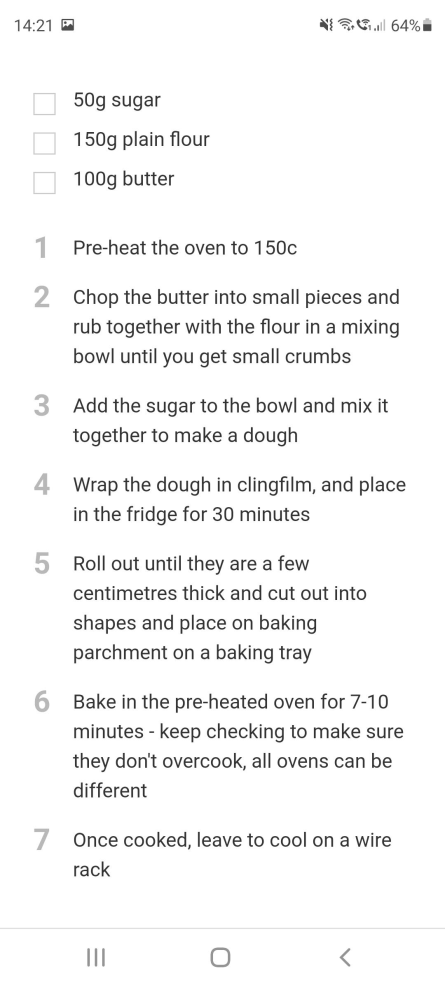 14:21 64%
50g sugar
150g plain flour
100g butter
1 Pre-heat the oven to 150c
2 Chop the butter into small pieces and
rub together with the flour in a mixing
bowl until you get small crumbs
3 Add the sugar to the bowl and mix it
together to make a dough
4 Wrap the dough in clingfilm, and place
in the fridge for 30 minutes
5 Roll out until they are a few
centimetres thick and cut out into
shapes and place on baking
parchment on a baking tray
6 Bake in the pre-heated oven for 7-10
minutes - keep checking to make sure
they don't overcook, all ovens can be
different
7 Once cooked, leave to cool on a wire
rack